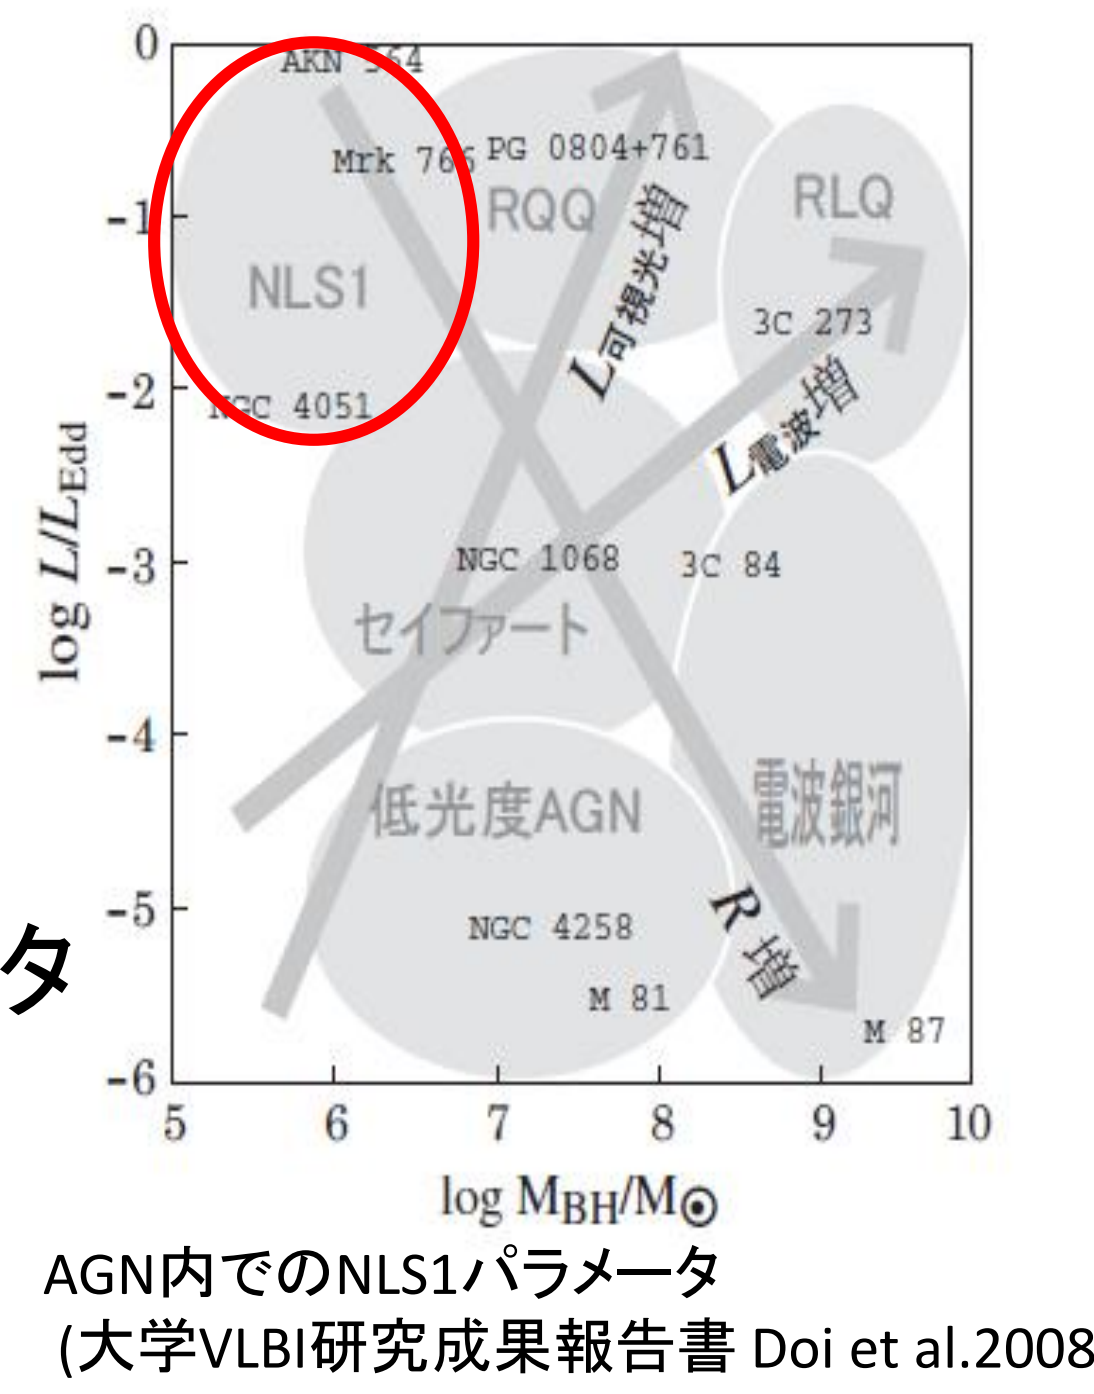 0
AKN 564
Mrk 766
PG 0804+761
RQQ
RLQ
-1
NLS1
L可視光増
3C 273
-2
NGC 4051
L電波増
log L/LEdd
-3
NGC 1068
3C 84
セイファート
-4
低光度AGN
電波銀河
-5
NGC 4258
R 増
タ
M 81
M 87
-6
5 6 7 8 9 10
log MBH/M⊙
AGN内でのNLS1パラメータ
(大学VLBI研究成果報告書 Doi et al.2008